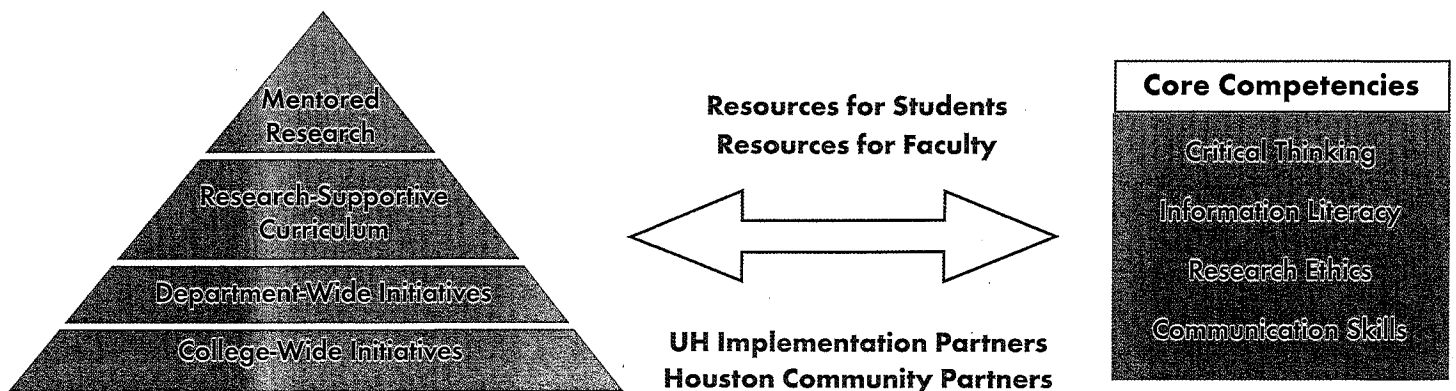 Mentored
Research
Research-Supportive
Curriculum
Department-Wide Initiatives
College-Wide Initiatives
Resources for Students
Resources for Faculty
UH Implementation Partners
Houston Community Partners
Core Competencies
Critical Thinking
Information Literacy
Research Ethics
Communication Skills